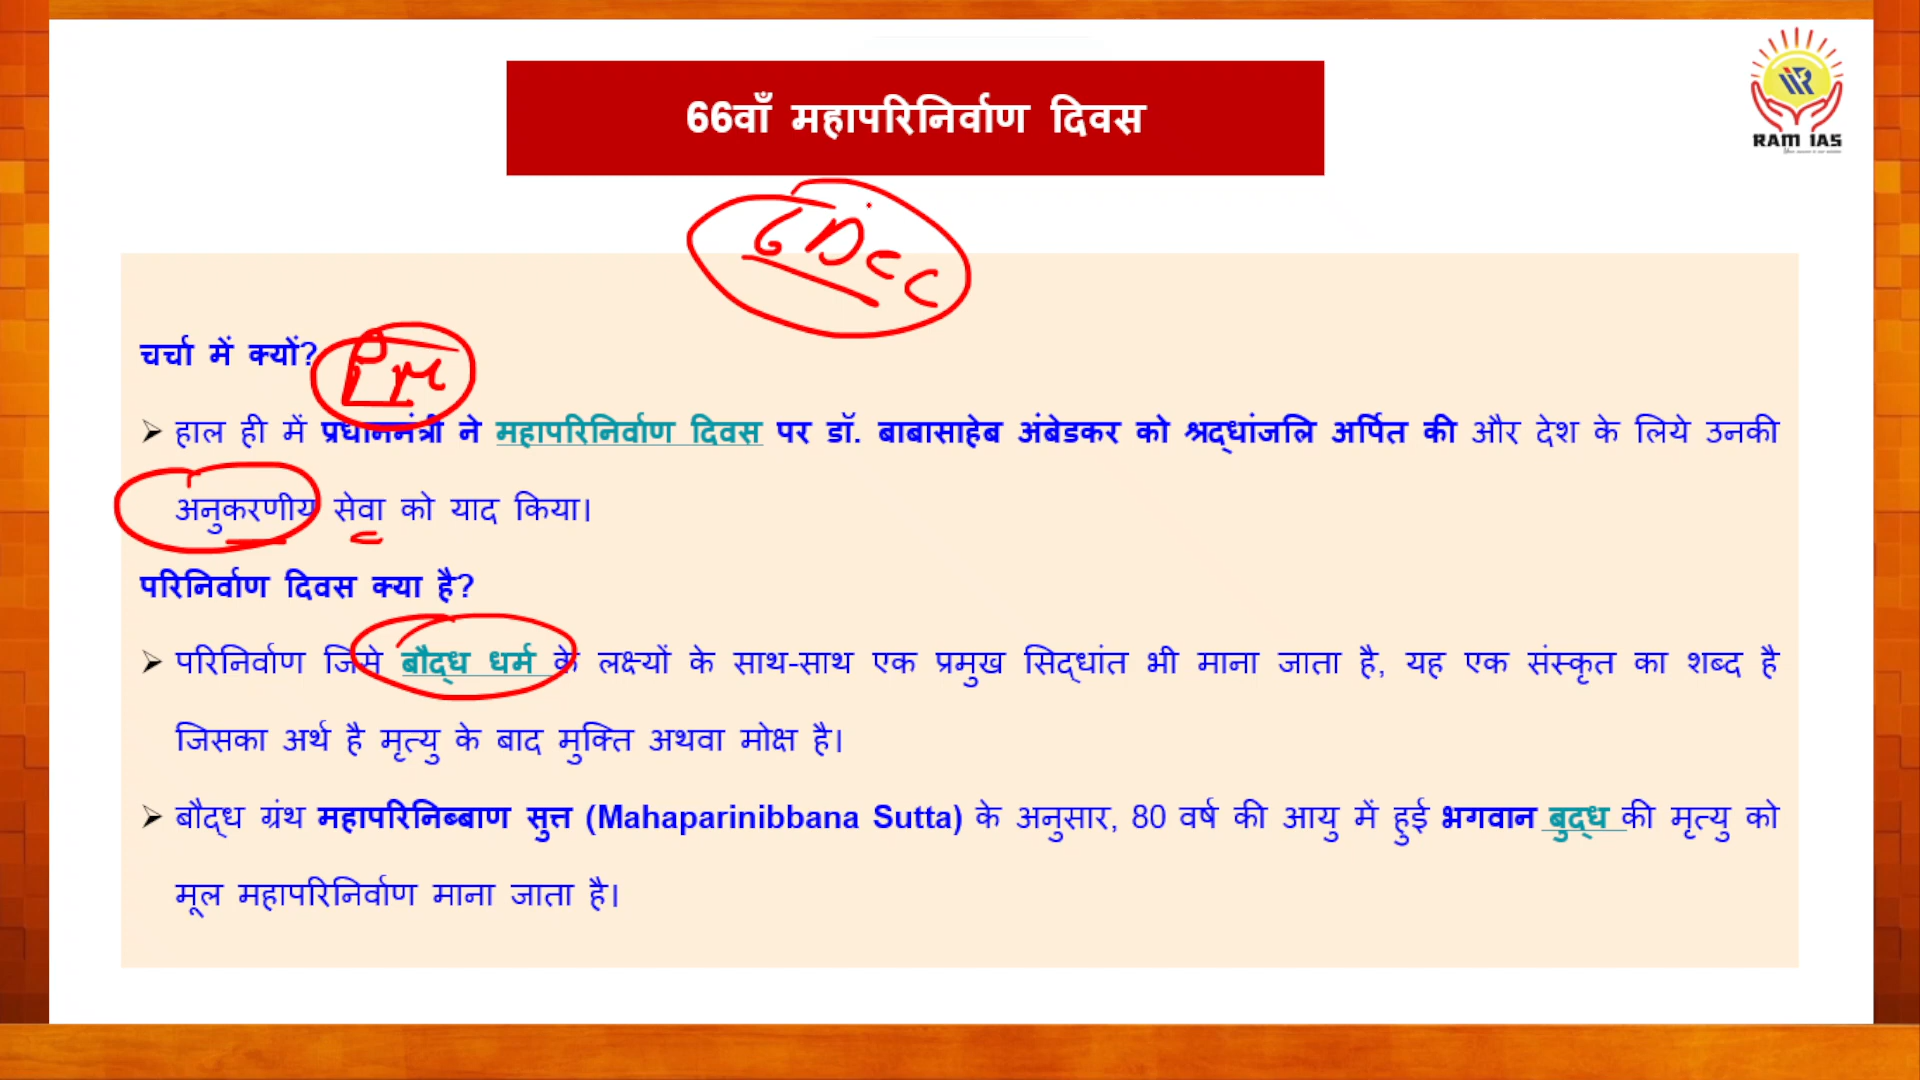 66वाँ महापरिनिर्वाण दिवस
RAM IAS
6 Dec
चर्चा में क्यों?
PM
हाल ही में प्रधानमंत्री ने महापरिनिर्वाण दिवस पर डॉ. बाबासाहेब अंबेडकर को श्रद्धांजलि अर्पित की और देश के लिये उनकी
अनुकरणीय सेवा को याद किया।
परिनिर्वाण दिवस क्या है?
परिनिर्वाण जिसे बौद्ध धर्म के लक्ष्यों के साथ-साथ एक प्रमुख सिद्धांत भी माना जाता है, यह एक संस्कृत का शब्द है
जिसका अर्थ है मृत्यु के बाद मुक्ति अथवा मोक्ष है।
बौद्ध ग्रंथ महापरिनिब्बाण सुत्त (Mahaparinibbana Sutta) के अनुसार, 80 वर्ष की आयु में हुई भगवान बुद्ध की मृत्यु को
मूल महापरिनिर्वाण माना जाता है।